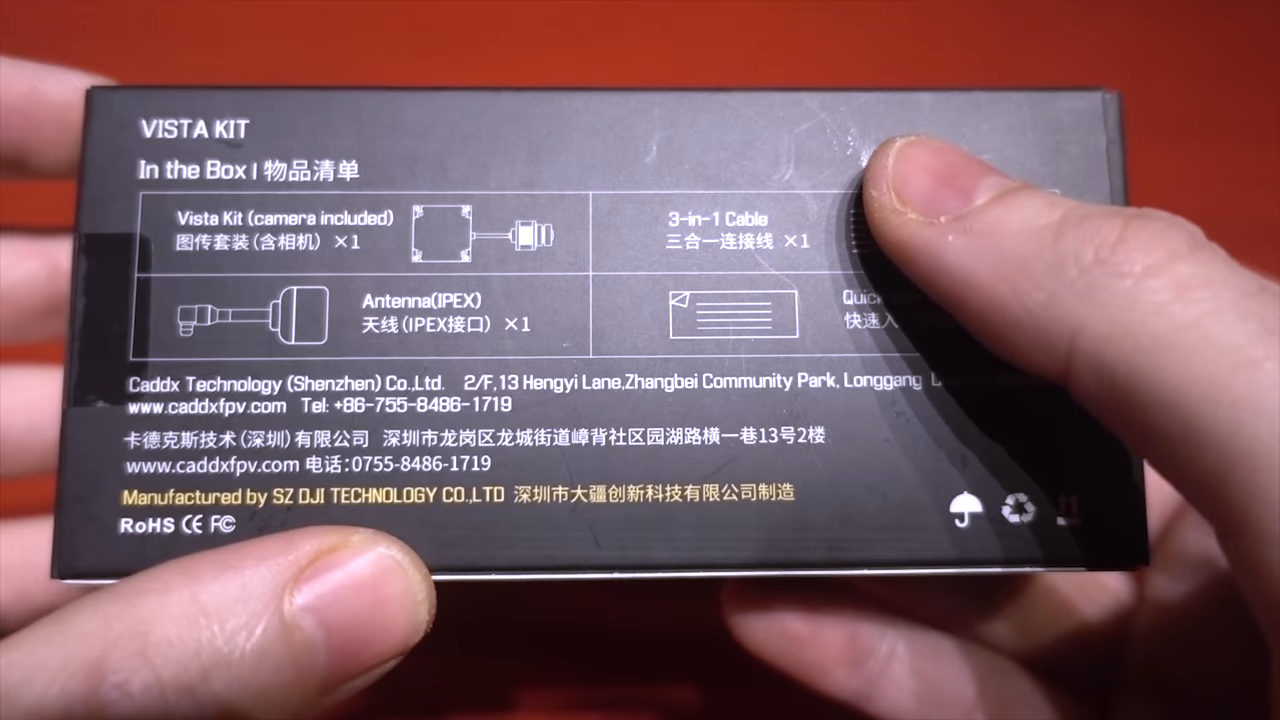 VISTA KIT
In the Box | 物品清单
Vista Kit (camera included)
图传套装(含相机) ×1
3-in-1 Cable
三合一连接线 ×1
Antenna(IPEX)
天线(IPEX接口) ×1
快速
Caddx Technology (Shenzhen) Co.,Ltd. 2/F,13 Hengyi Lane,Zhangbei Community Park, Longgang
www.caddxfpv.com Tel: +86-755-8486-1719
卡德克斯技术(深圳)有限公司 深圳市龙岗区龙城街道嶂背社区园湖路横一巷13号2楼
www.caddxfpv.com 电话:0755-8486-1719
Manufactured by SZ DJI TECHNOLOGY CO.,LTD 深圳市大疆创新科技有限公司制造
RoHS CE FC